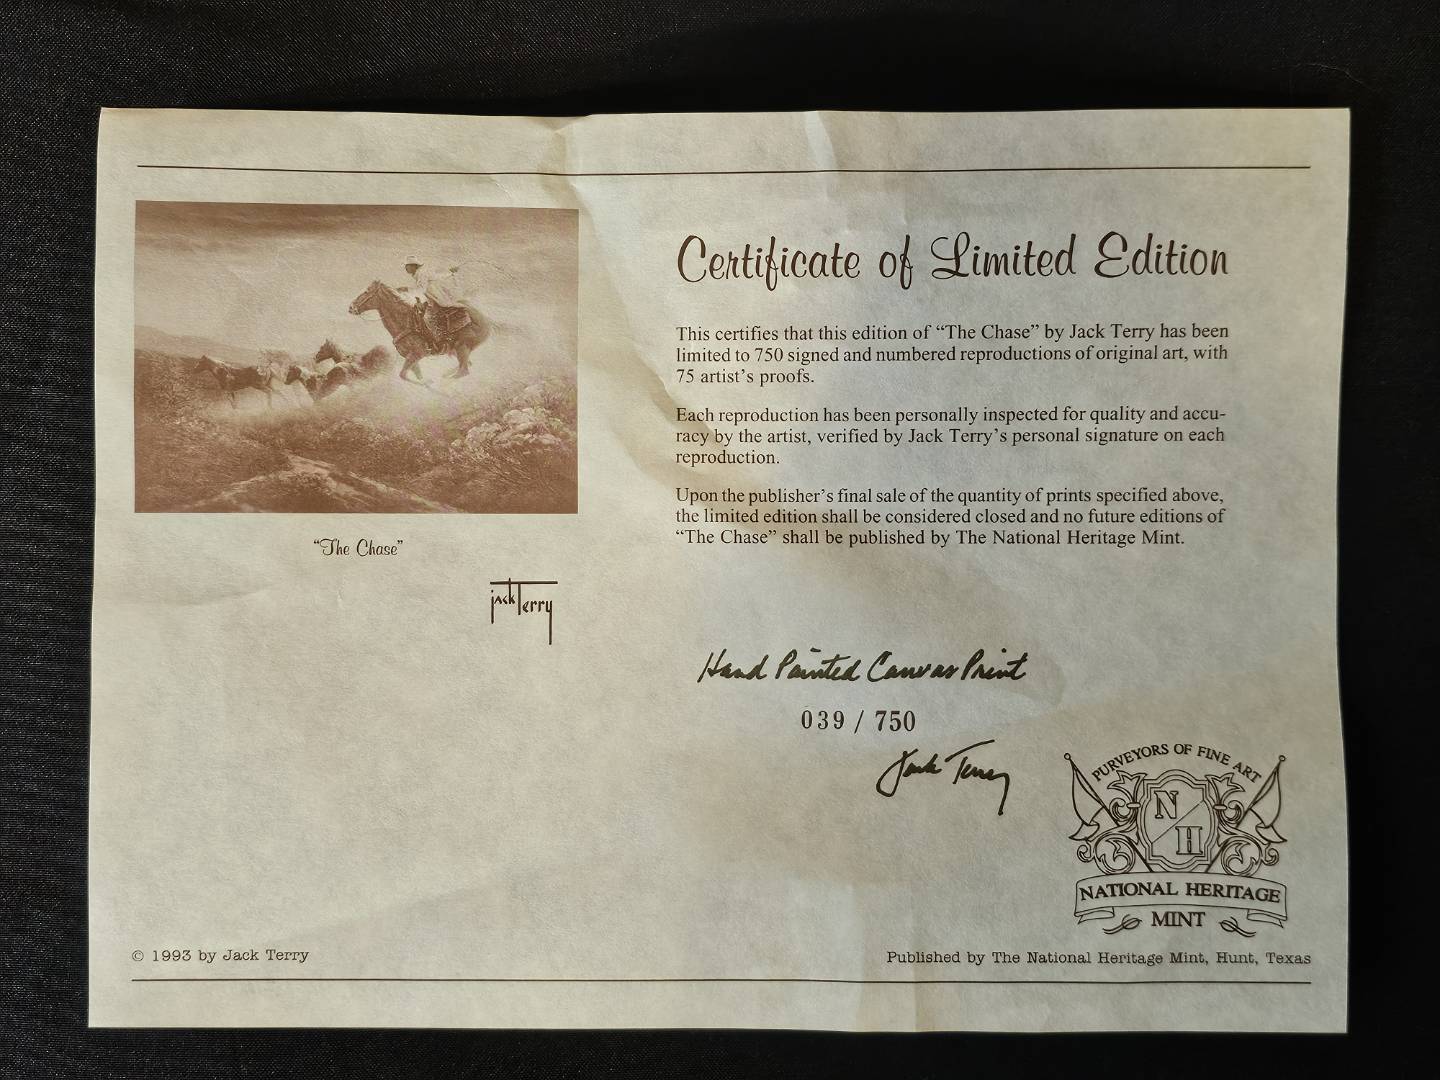 Certificate of Limited Edition
This certifies that this edition of “The Chase” by Jack Terry has been
limited to 750 signed and numbered reproductions of original art, with
75 artist’s proofs.
Each reproduction has been personally inspected for quality and accu-
racy by the artist, verified by Jack Terry’s personal signature on each
reproduction.
Upon the publisher’s final sale of the quantity of prints specified above,
the limited edition shall be considered closed and no future editions of
“The Chase” shall be published by The National Heritage Mint.
“The Chase”
jack Terry
Hand Painted Canvas Print
039 / 750
Jack Terry
PURVEYORS OF FINE ART
N
H
NATIONAL HERITAGE
MINT
© 1993 by Jack Terry
Published by The National Heritage Mint, Hunt, Texas